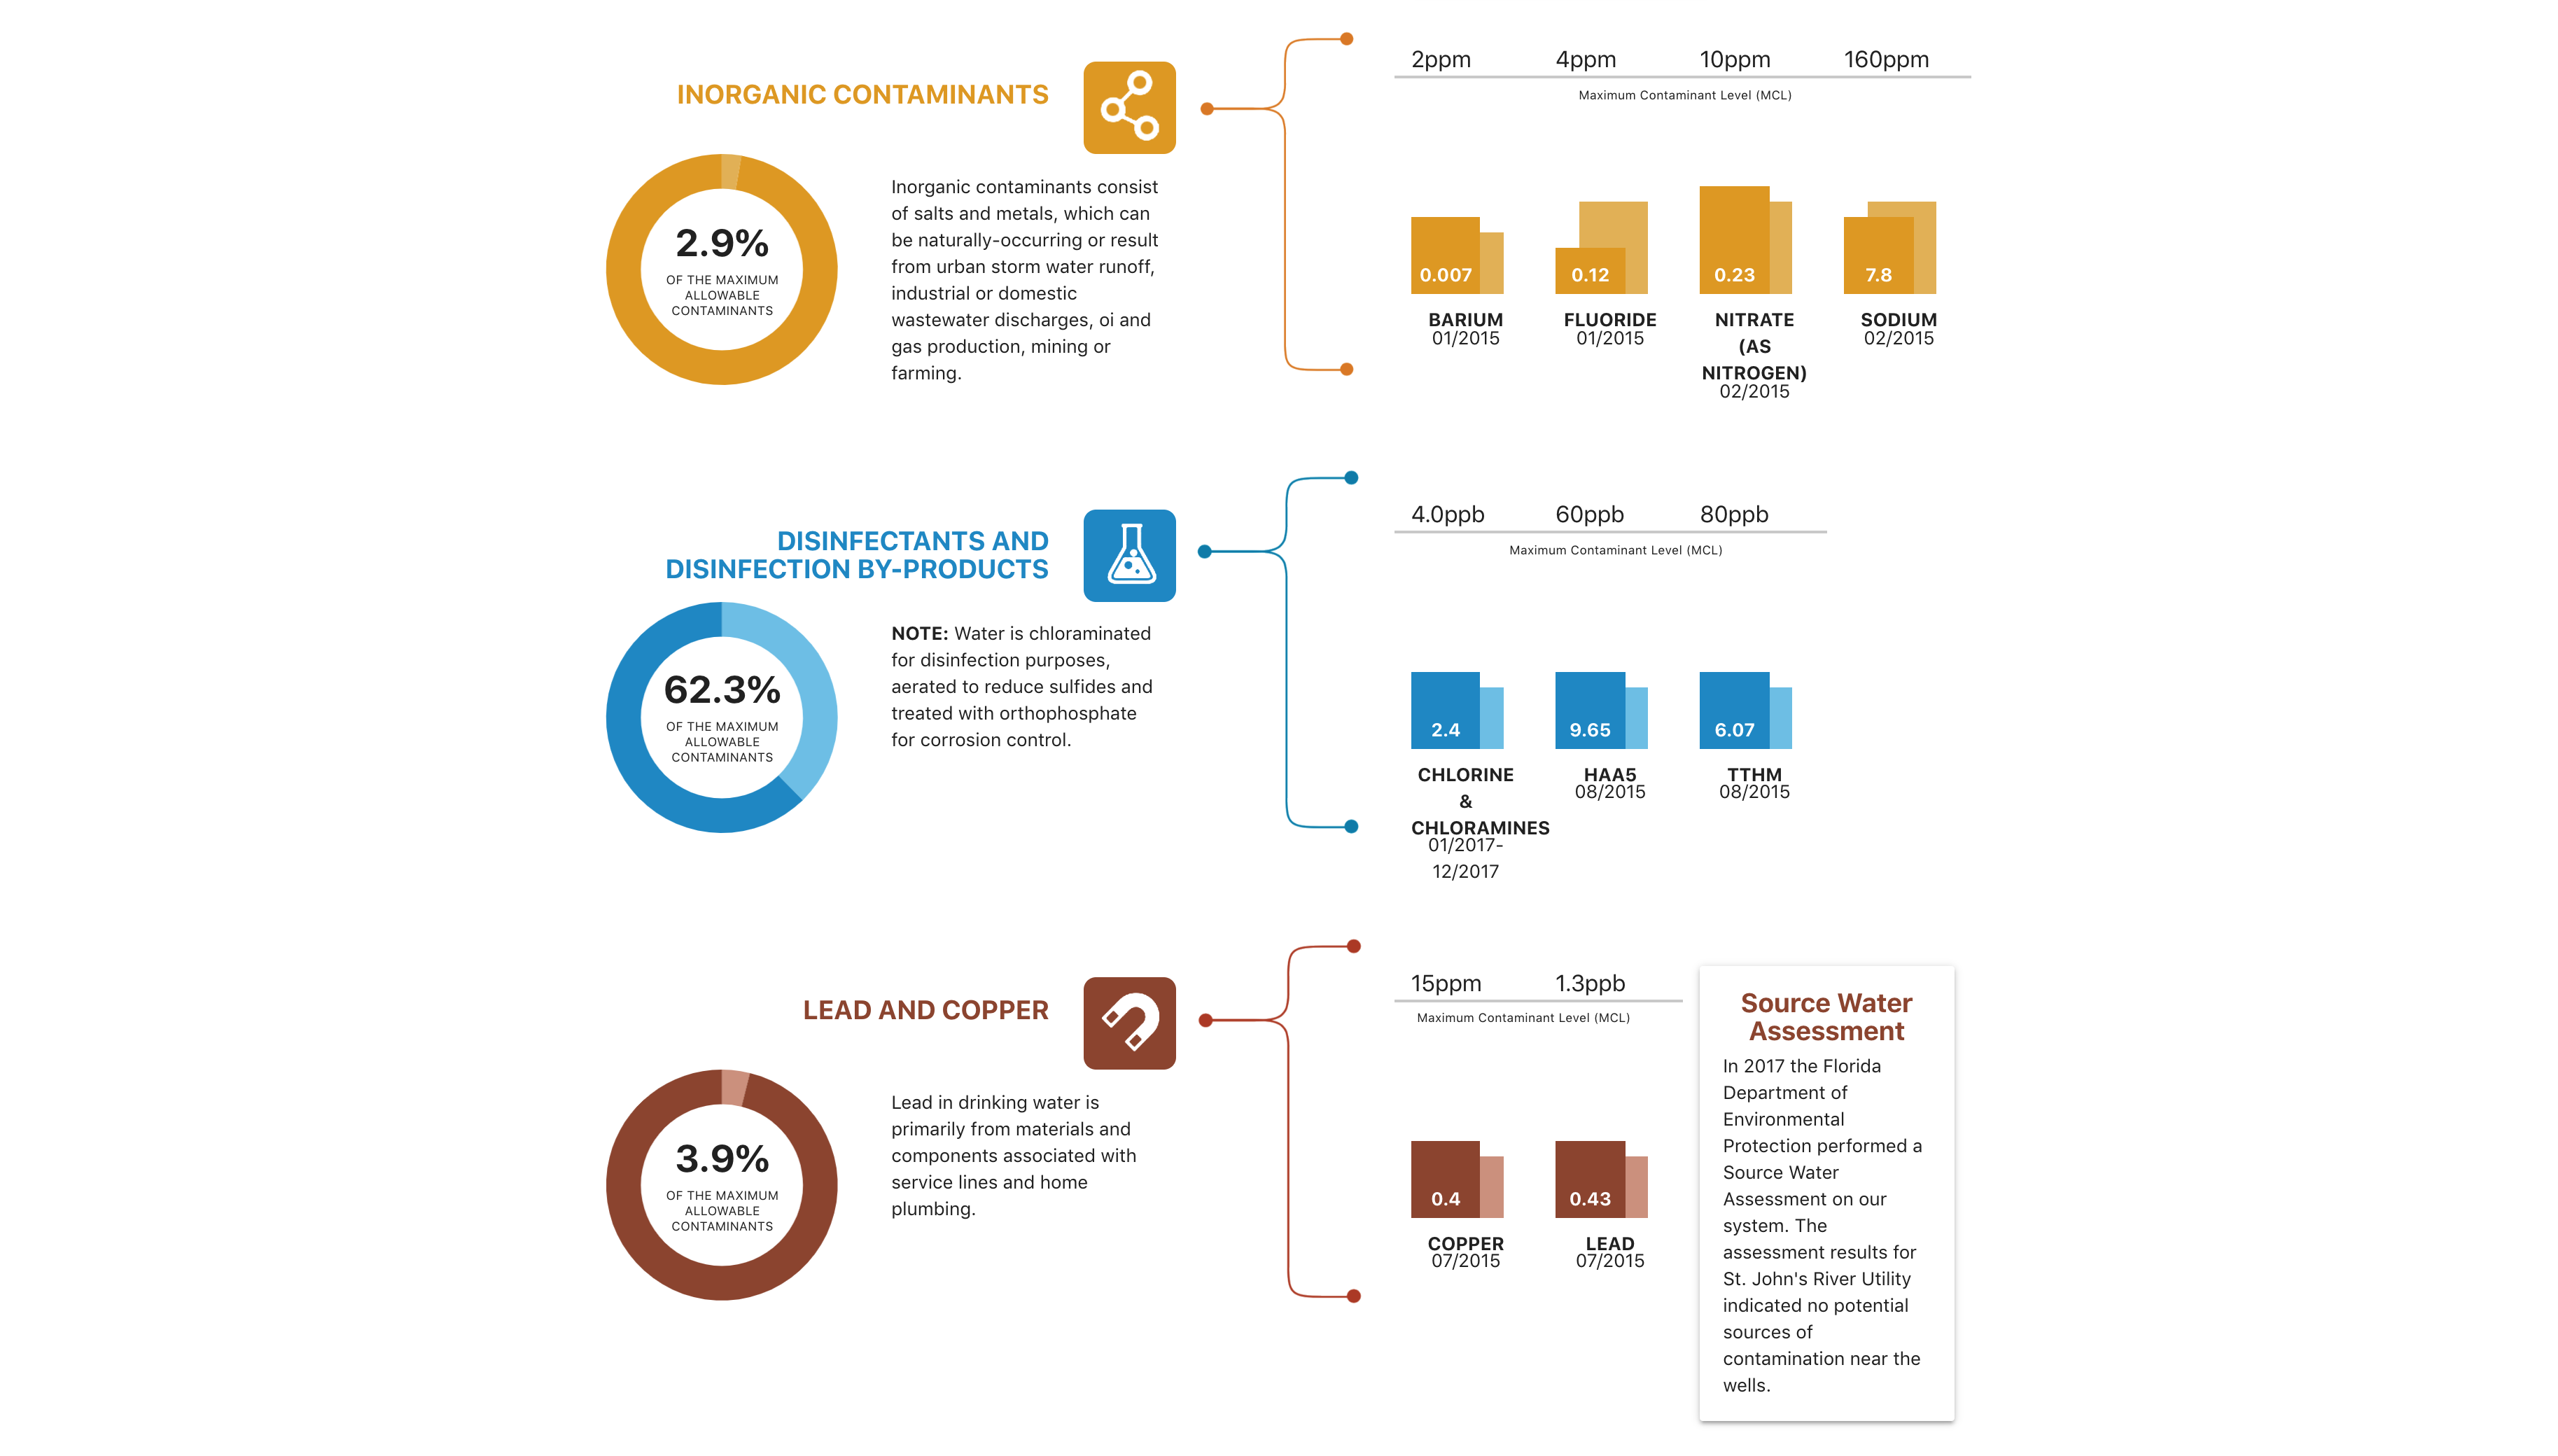 INORGANIC CONTAMINANTS
2.9%
OF THE MAXIMUM
ALLOWABLE
CONTAMINANTS
Inorganic contaminants consist
of salts and metals, which can
be naturally-occurring or result
from urban storm water runoff,
industrial or domestic
wastewater discharges, oi and
gas production, mining or
farming.
2ppm 4ppm 10ppm 160ppm
Maximum Contaminant Level (MCL)
0.007 0.12 0.23 7.8
BARIUM
01/2015
FLUORIDE
01/2015
NITRATE
(AS
NITROGEN)
02/2015
SODIUM
02/2015
DISINFECTANTS AND
DISINFECTION BY-PRODUCTS
62.3%
OF THE MAXIMUM
ALLOWABLE
CONTAMINANTS
NOTE: Water is chloraminated
for disinfection purposes,
aerated to reduce sulfides and
treated with orthophosphate
for corrosion control.
4.0ppb 60ppb 80ppb
Maximum Contaminant Level (MCL)
2.4 9.65 6.07
CHLORINE
&
CHLORAMINES
01/2017-
12/2017
HAA5
08/2015
TTHM
08/2015
LEAD AND COPPER
3.9%
OF THE MAXIMUM
ALLOWABLE
CONTAMINANTS
Lead in drinking water is
primarily from materials and
components associated with
service lines and home
plumbing.
15ppm 1.3ppb
Maximum Contaminant Level (MCL)
0.4 0.43
COPPER
07/2015
LEAD
07/2015
Source Water
Assessment
In 2017 the Florida
Department of
Environmental
Protection performed a
Source Water
Assessment on our
system. The
assessment results for
St. John's River Utility
indicated no potential
sources of
contamination near the
wells.